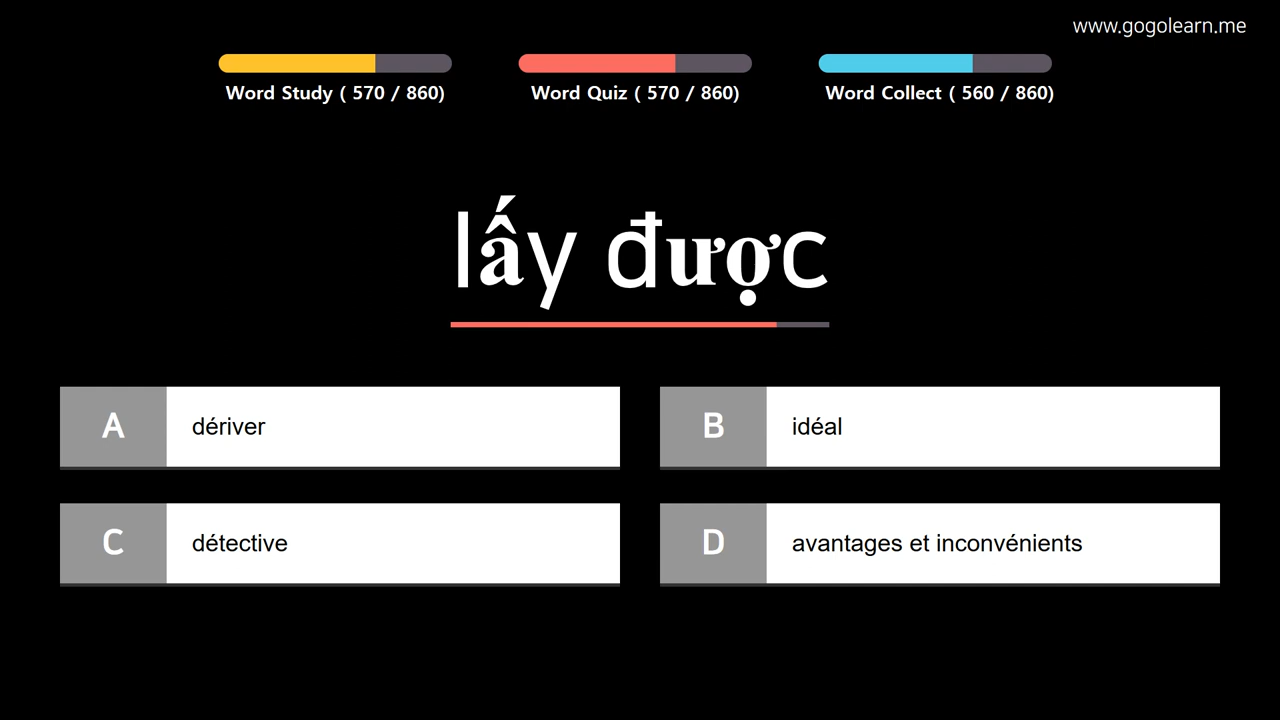 www.gogolearn.me
Word Study ( 570 / 860)
Word Quiz ( 570 / 860)
Word Collect ( 560 / 860)
lấy được
A
dériver
B
idéal
C
détective
D
avantages et inconvénients